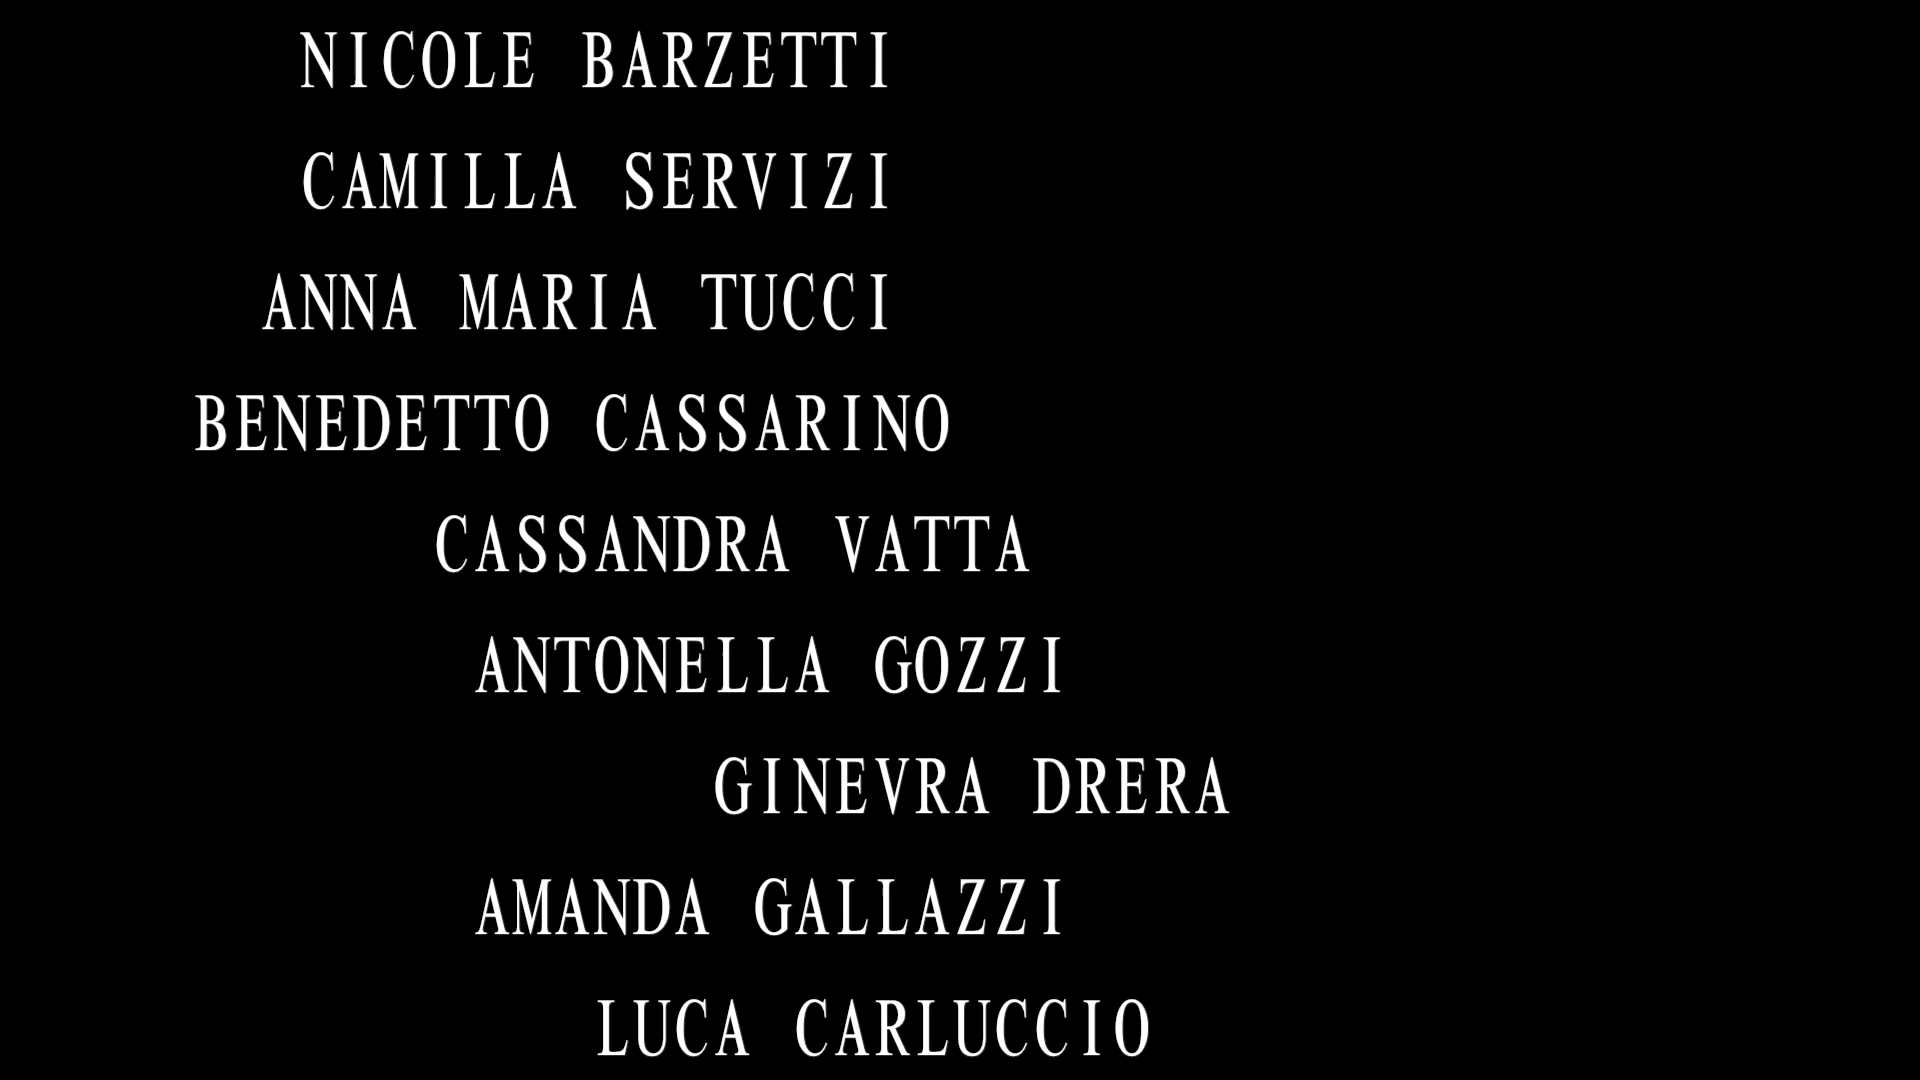 NICOLE BARZETTI
CAMILLA SERVIZI
ANNA MARIA TUCCI
BENEDETTO CASSARINO
CASSANDRA VATTA
ANTONELLA GOZZI
GINEVRA DRERA
AMANDA GALLAZZI
LUCA CARLUCCIO